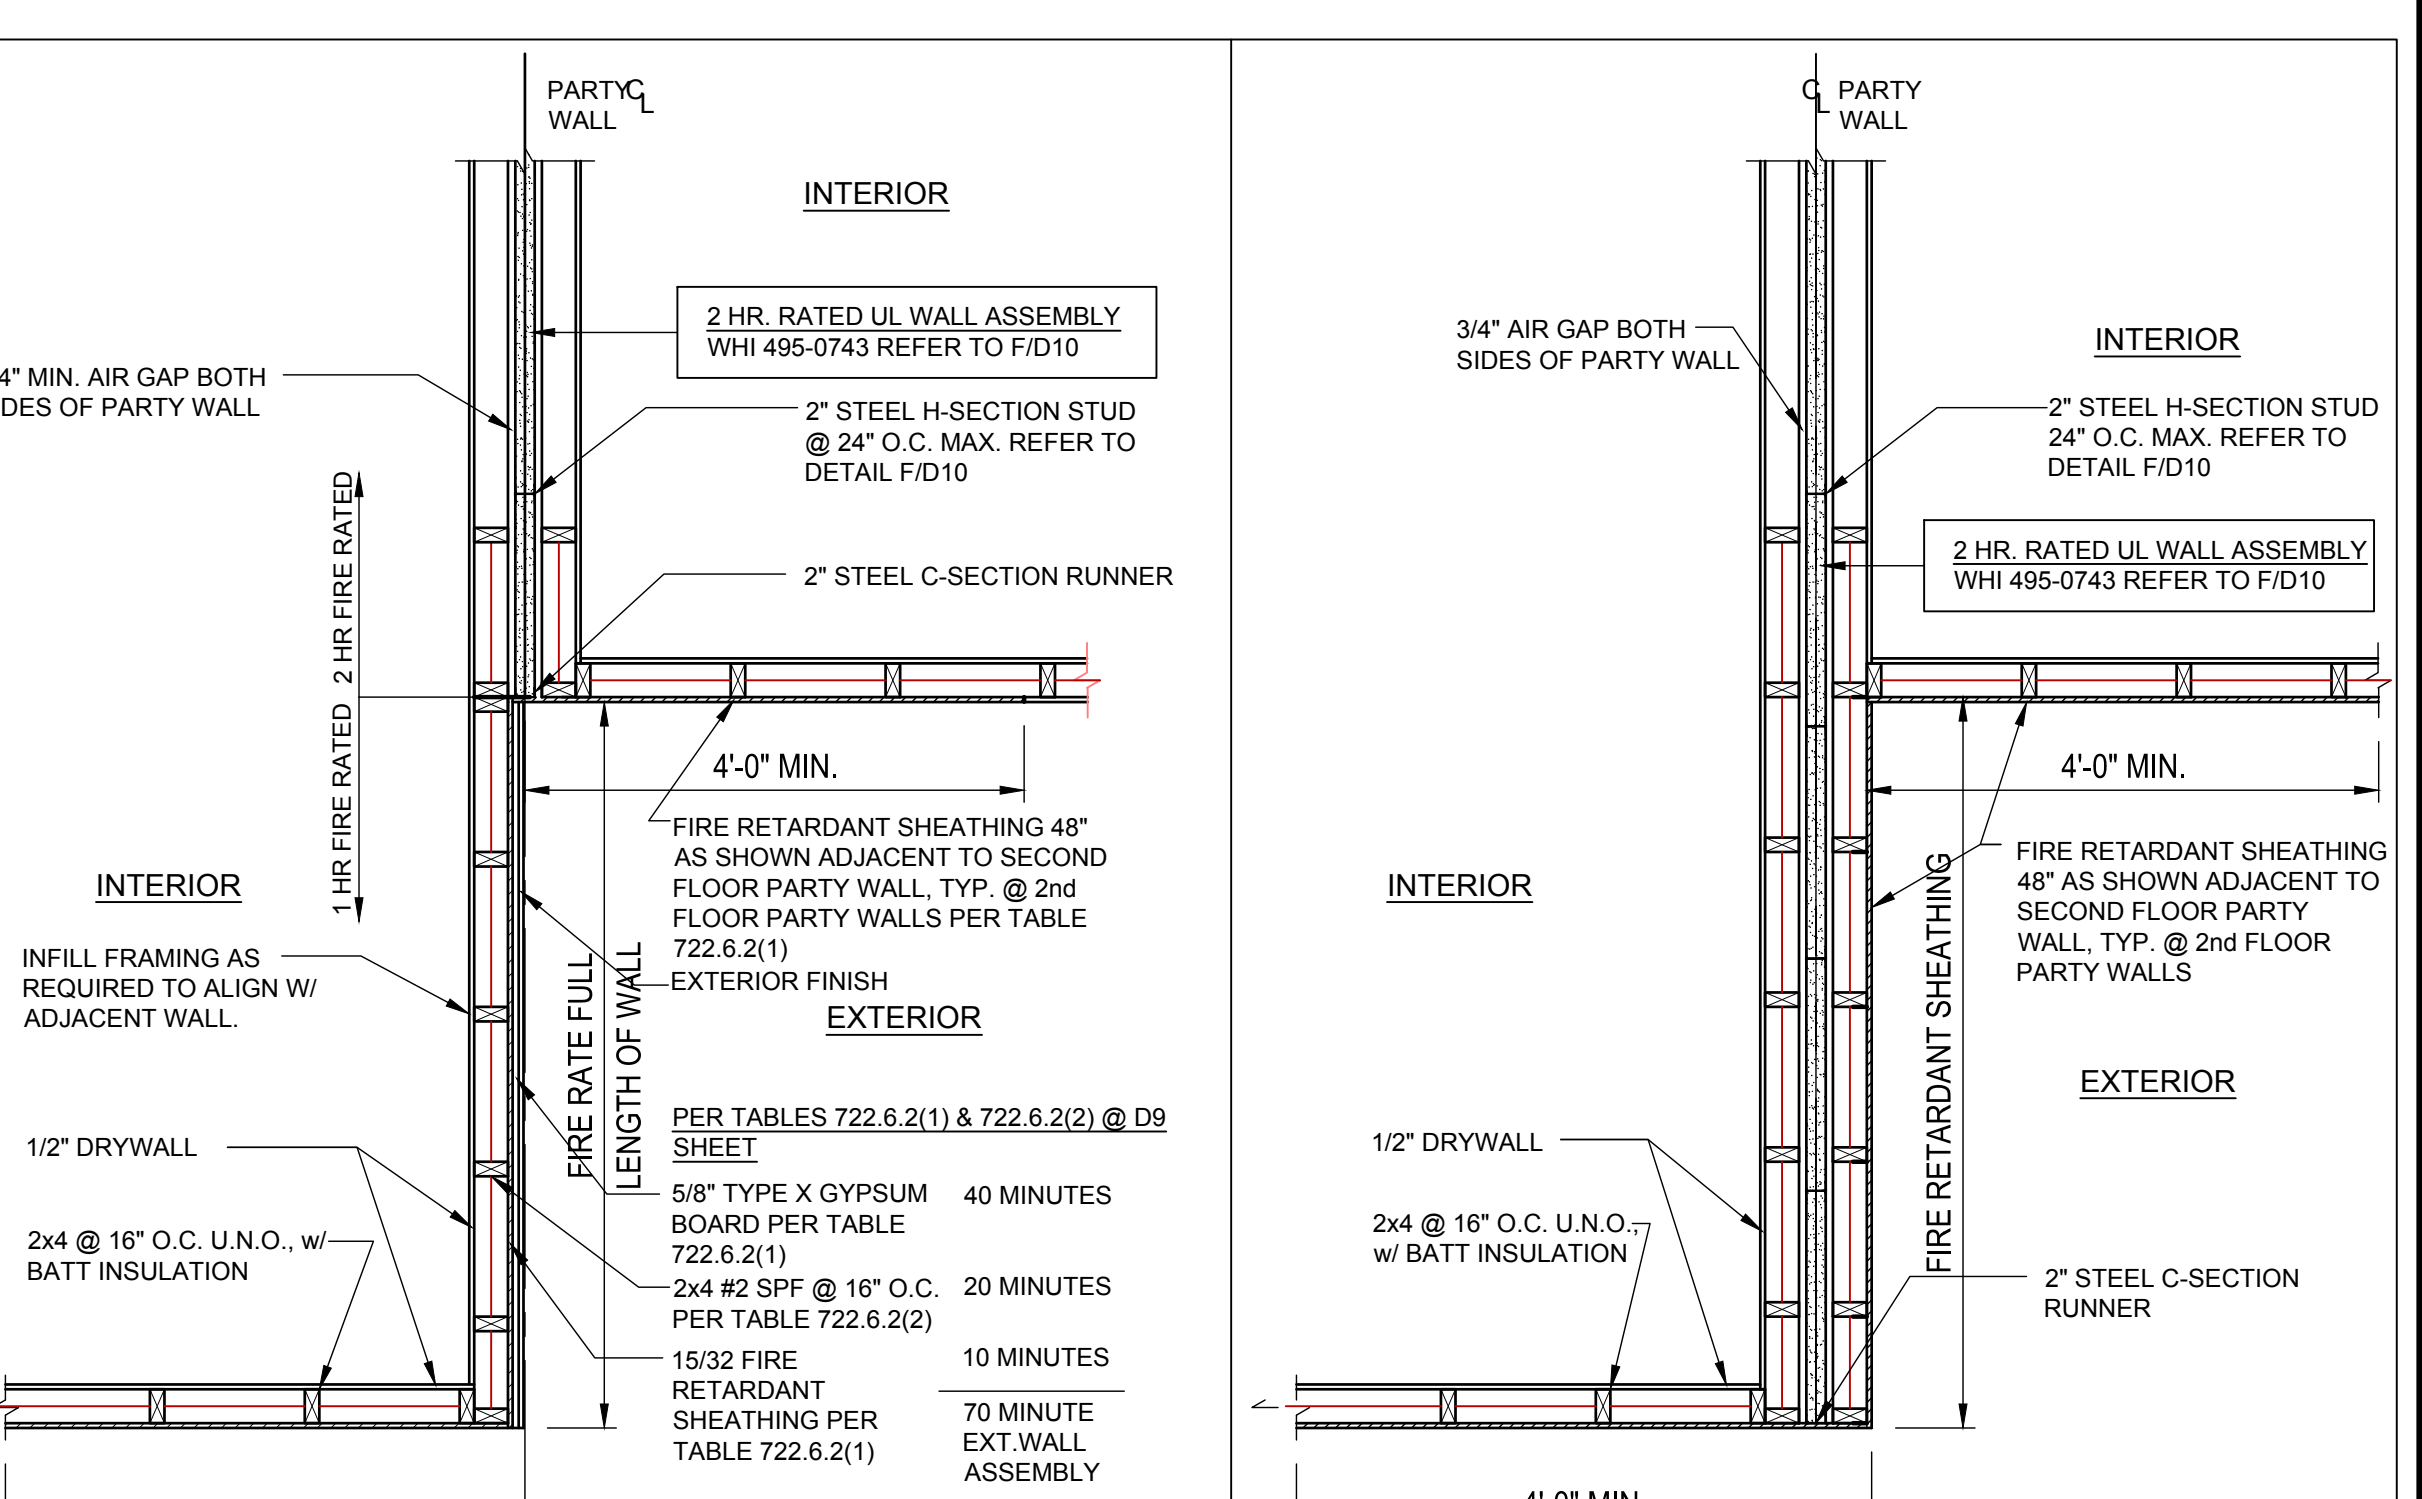 PARTY
WALL
CL
INTERIOR
2 HR. RATED UL WALL ASSEMBLY
WHI 495-0743 REFER TO F/D10
4" MIN. AIR GAP BOTH
DES OF PARTY WALL
2" STEEL H-SECTION STUD
@ 24" O.C. MAX. REFER TO
DETAIL F/D10
2 HR FIRE RATED
1 HR FIRE RATED
2" STEEL C-SECTION RUNNER
4'-0" MIN.
FIRE RETARDANT SHEATHING 48"
AS SHOWN ADJACENT TO SECOND
FLOOR PARTY WALL, TYP. @ 2nd
FLOOR PARTY WALLS PER TABLE
722.6.2(1)
EXTERIOR FINISH
INTERIOR
INFILL FRAMING AS
REQUIRED TO ALIGN W/
ADJACENT WALL.
FIRE RATE FULL
LENGTH OF WALL
EXTERIOR
PER TABLES 722.6.2(1) & 722.6.2(2) @ D9
SHEET
1/2" DRYWALL
5/8" TYPE X GYPSUM
BOARD PER TABLE
722.6.2(1)
40 MINUTES
2x4 @ 16" O.C. U.N.O., w/
BATT INSULATION
2x4 #2 SPF @ 16" O.C.
PER TABLE 722.6.2(2)
20 MINUTES
15/32 FIRE
RETARDANT
SHEATHING PER
TABLE 722.6.2(1)
10 MINUTES
70 MINUTE
EXT.WALL
ASSEMBLY
CL PARTY
WALL
3/4" AIR GAP BOTH
SIDES OF PARTY WALL
INTERIOR
2" STEEL H-SECTION STUD
24" O.C. MAX. REFER TO
DETAIL F/D10
2 HR. RATED UL WALL ASSEMBLY
WHI 495-0743 REFER TO F/D10
4'-0" MIN.
INTERIOR
FIRE RETARDANT SHEATHING
48" AS SHOWN ADJACENT TO
SECOND FLOOR PARTY
WALL, TYP. @ 2nd FLOOR
PARTY WALLS
FIRE RETARDANT SHEATHING
EXTERIOR
1/2" DRYWALL
2x4 @ 16" O.C. U.N.O.,
w/ BATT INSULATION
2" STEEL C-SECTION
RUNNER
4'-0" MIN.